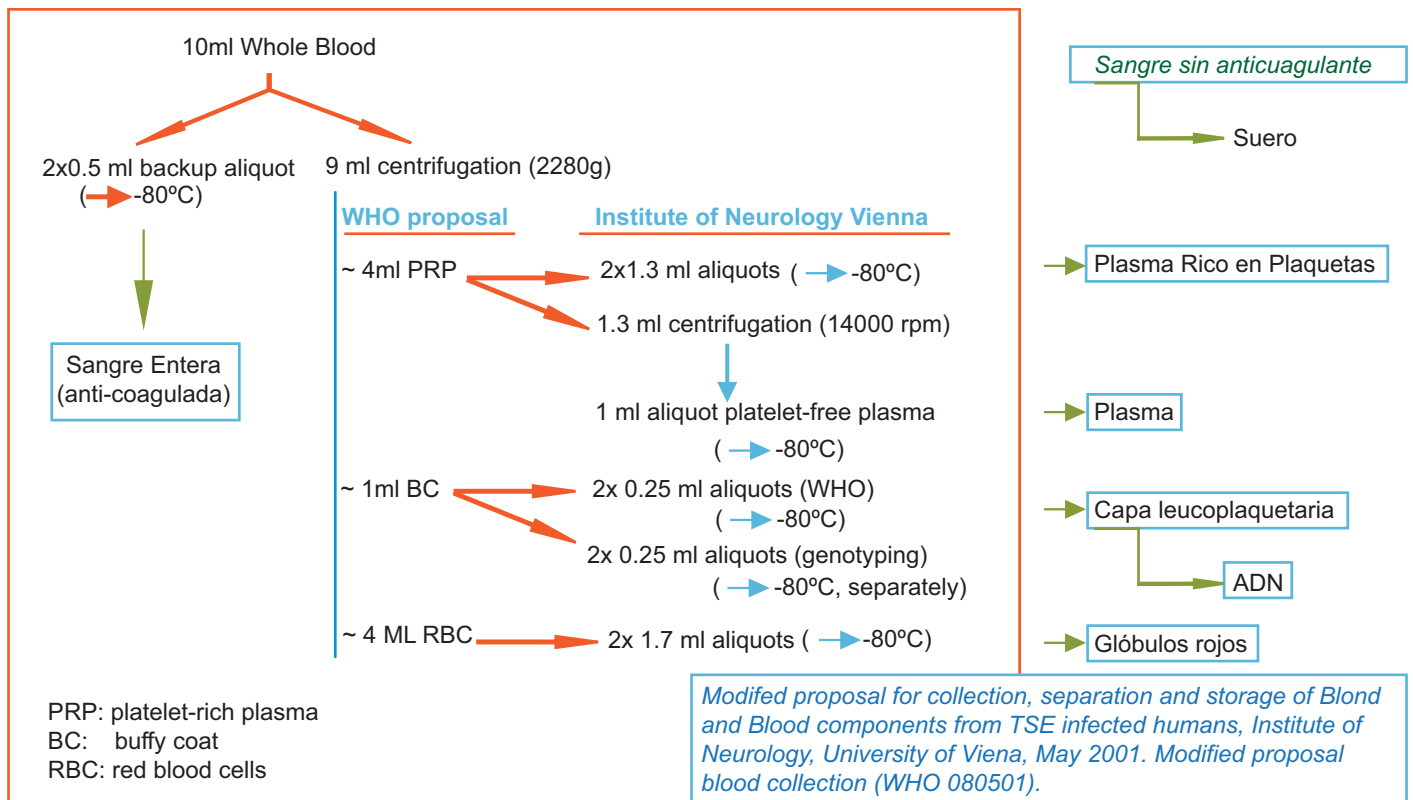 10ml Whole Blood
2x0.5 ml backup aliquot
( -80ºC)
9 ml centrifugation (2280g)
Sangre Entera
(anti-coagulada)
WHO proposal
Institute of Neurology Vienna
~ 4ml PRP
2x1.3 ml aliquots ( -80ºC)
1.3 ml centrifugation (14000 rpm)
1 ml aliquot platelet-free plasma
( -80ºC)
~ 1ml BC
2x 0.25 ml aliquots (WHO)
( -80ºC)
2x 0.25 ml aliquots (genotyping)
( -80ºC, separately)
~ 4 ML RBC
2x 1.7 ml aliquots ( -80ºC)
Sangre sin anticuagulante
Suero
Plasma Rico en Plaquetas
Plasma
Capa leucoplaquetaria
ADN
Glóbulos rojos
PRP: platelet-rich plasma
BC: buffy coat
RBC: red blood cells
Modifed proposal for collection, separation and storage of Blond
and Blood components from TSE infected humans, Institute of
Neurology, University of Viena, May 2001. Modified proposal
blood collection (WHO 080501).